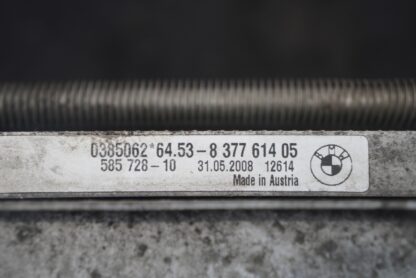 0385062*64.53-8 377 614 05
585 728-10 31.05.2008 12614
Made in Austria
BMW